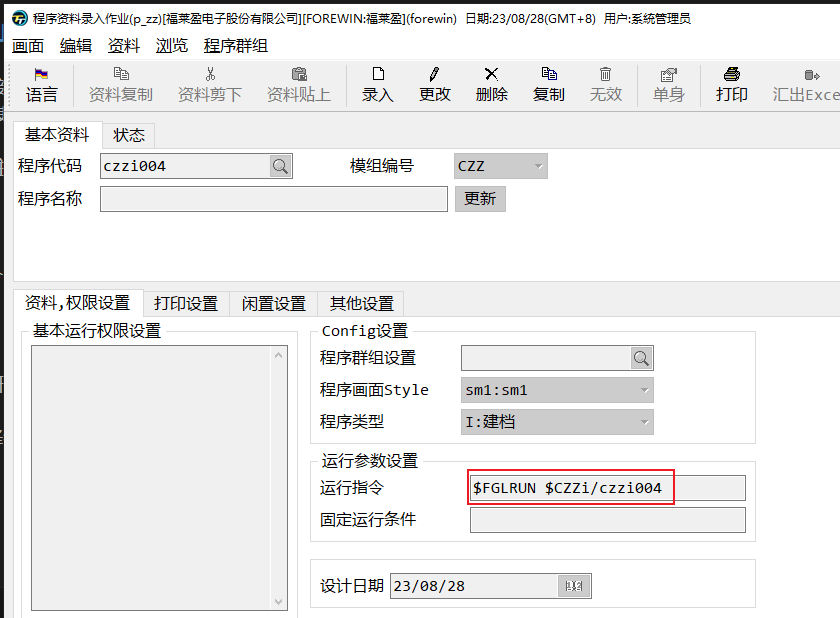 程序资料录入作业(p_zz)[福莱盈电子股份有限公司][FOREWIN:福莱盈](forewin) 日期:23/08/28(GMT+8) 用户:系统管理员
画面 编辑 资料 浏览 程序群组
语言 资料复制 资料剪下 资料贴上 录入 更改 删除 复制 无效 单身 打印 汇出Exce
基本资料 状态
程序代码 czzi004 模组编号 CZZ
程序名称 更新
资料,权限设置 打印设置 闲置设置 其他设置
基本运行权限设置 Config设置
程序群组设置
程序画面Style sm1:sm1
程序类型 I:建档
运行参数设置
运行指令 $FGLRUN $CZZi/czzi004
固定运行条件
设计日期 23/08/28